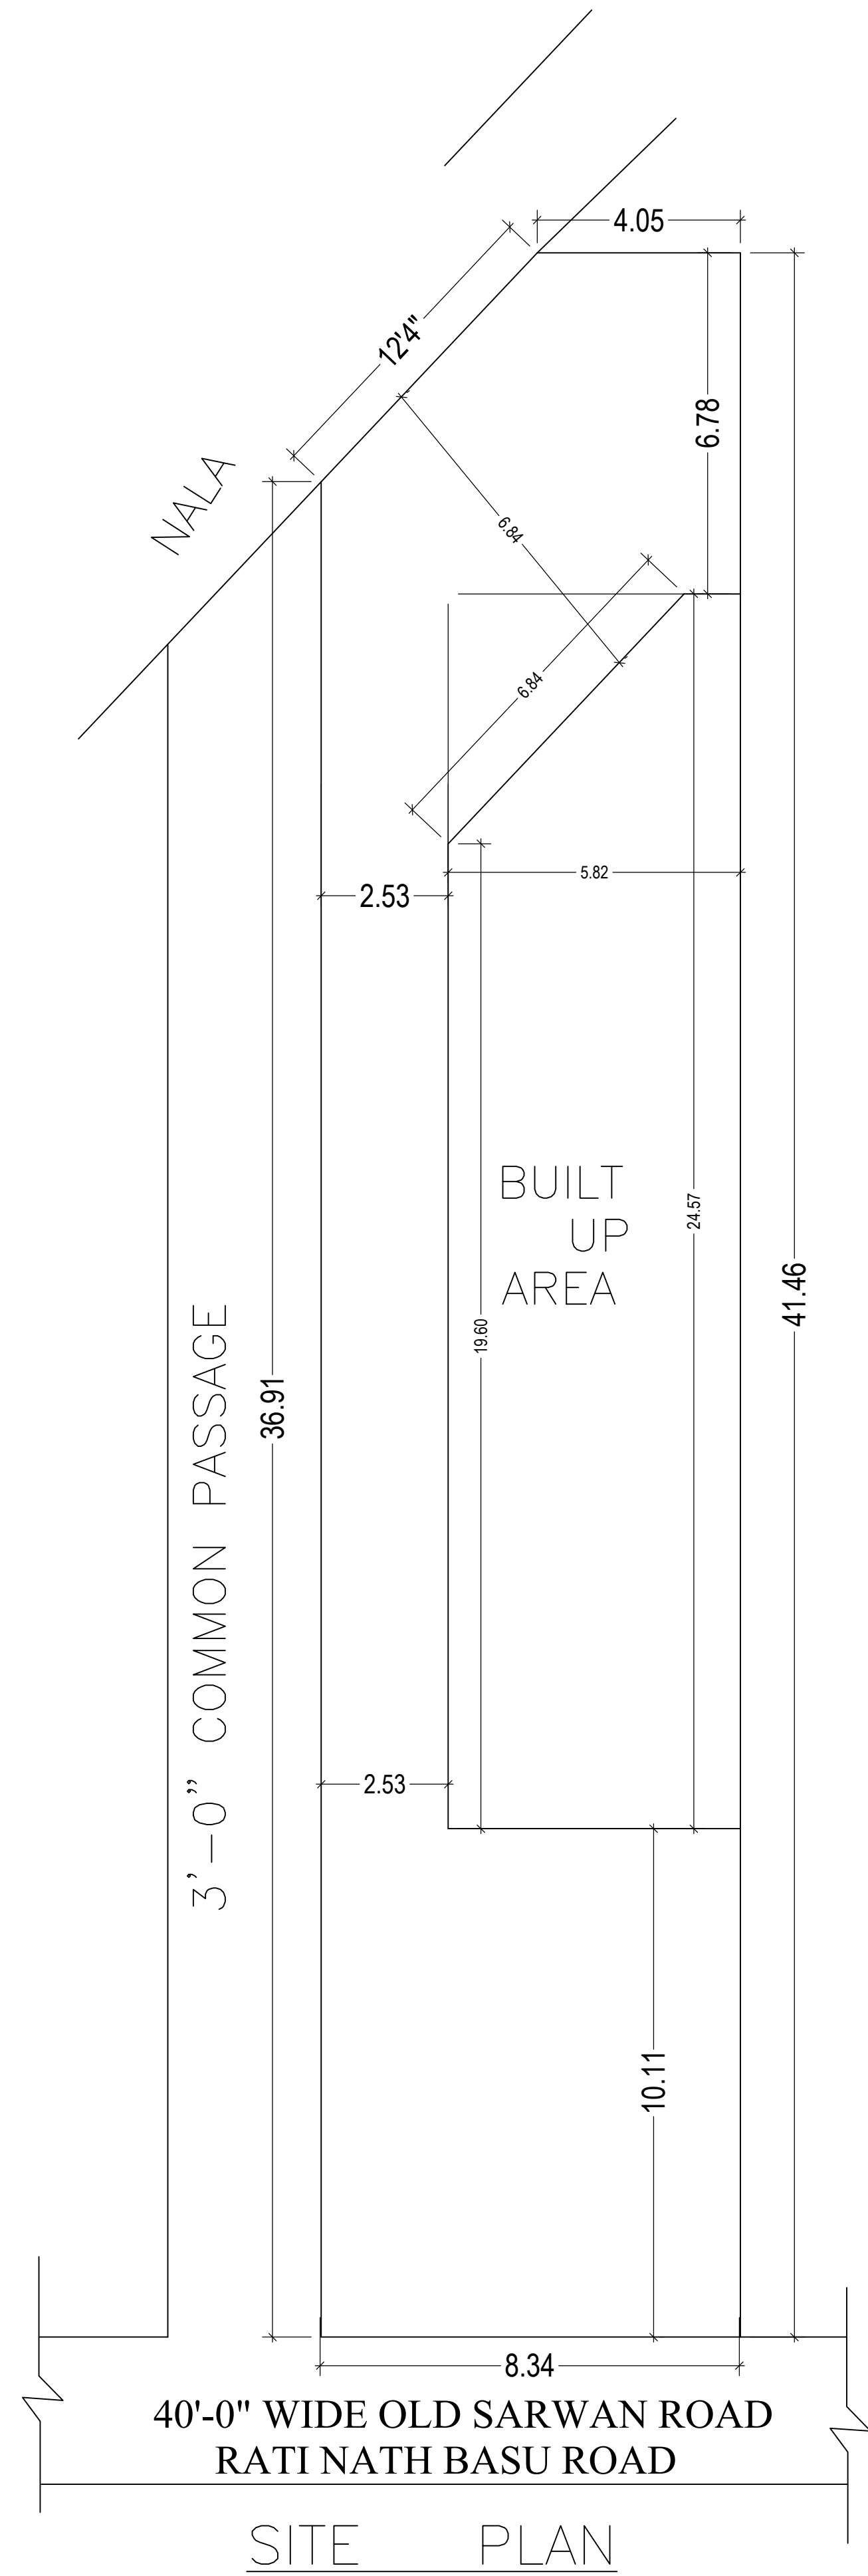 4.05
12'4"
6.78
NALA
6.84
6.84
5.82
2.53
BUILT
UP
AREA
24.57
41.46
19.60
36.91
3'-0" COMMON PASSAGE
2.53
10.11
8.34
40'-0" WIDE OLD SARWAN ROAD
RATI NATH BASU ROAD
SITE PLAN